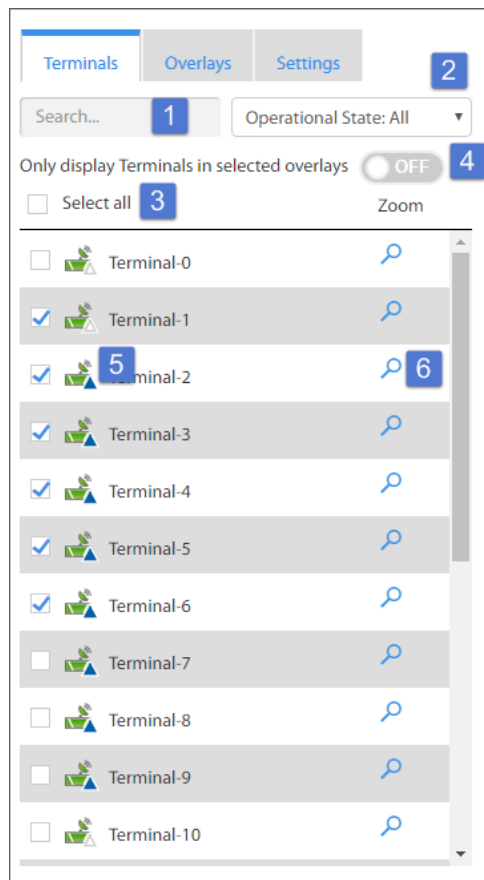 Terminals Overlays Settings
2
Search... 1 Operational State: All
Only display Terminals in selected overlays OFF 4
Select all 3 Zoom
Terminal-0
Terminal-1
5 Terminal-2 6
Terminal-3
Terminal-4
Terminal-5
Terminal-6
Terminal-7
Terminal-8
Terminal-9
Terminal-10